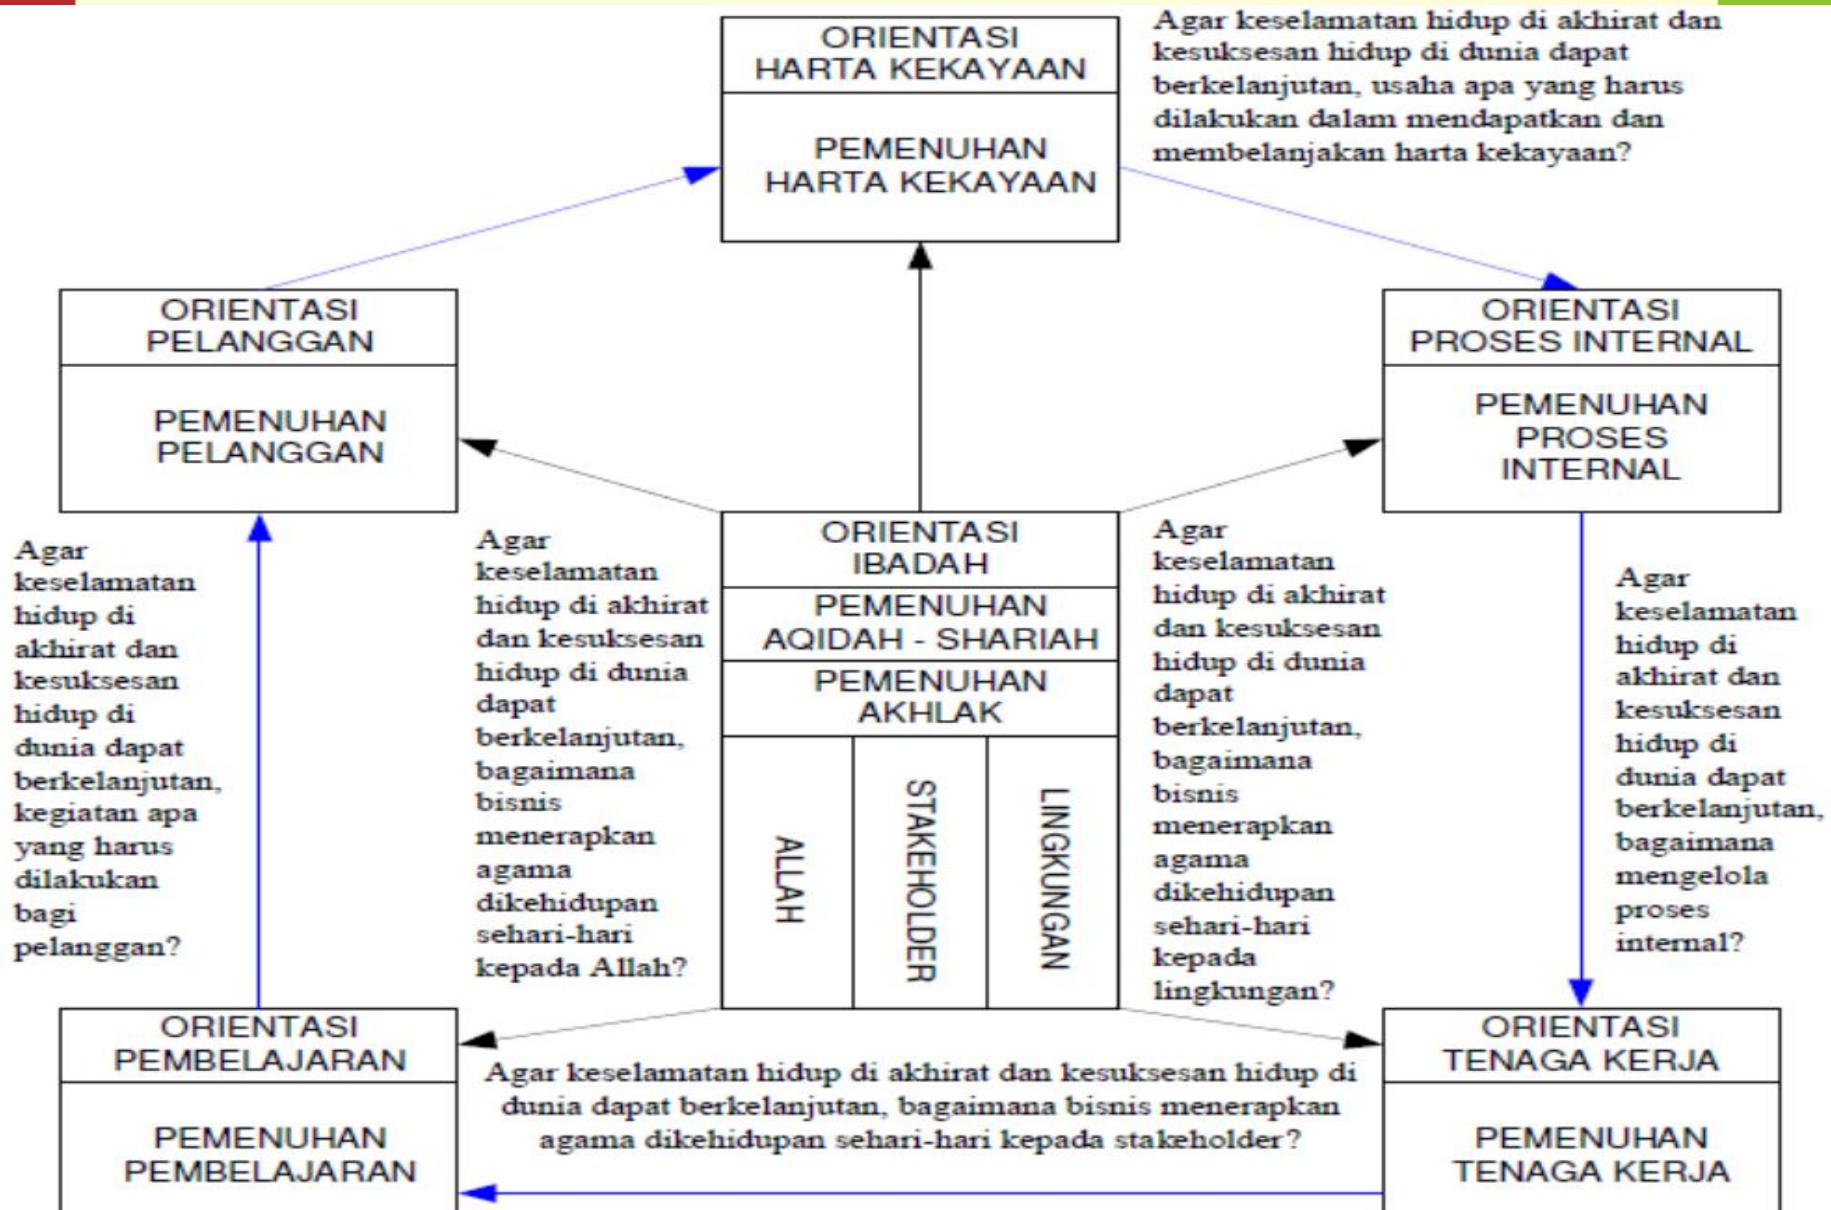 ORIENTASI
HARTA KEKAYAAN
PEMENUHAN
HARTA KEKAYAAN
Agar keselamatan hidup di akhirat dan
kesuksesan hidup di dunia dapat
berkelanjutan, usaha apa yang harus
dilakukan dalam mendapatkan dan
membelanjakan harta kekayaan?
ORIENTASI
PELANGGAN
PEMENUHAN
PELANGGAN
ORIENTASI
PROSES INTERNAL
PEMENUHAN
PROSES
INTERNAL
Agar
keselamatan
hidup di
akhirat dan
kesuksesan
hidup di
dunia dapat
berkelanjutan,
kegiatan apa
yang harus
dilakukan
bagi
pelanggan?
Agar
keselamatan
hidup di akhirat
dan kesuksesan
hidup di dunia
dapat
berkelanjutan,
bagaimana
bisnis
menerapkan
agama
dikehidupan
sehari-hari
kepada Allah?
ORIENTASI
IBADAH
PEMENUHAN
AQIDAH - SHARIAH
PEMENUHAN
AKHLAK
ALLAH
STAKEHOLDER
LINGKUNGAN
Agar
keselamatan
hidup di akhirat
dan kesuksesan
hidup di dunia
dapat
berkelanjutan,
bagaimana
bisnis
menerapkan
agama
dikehidupan
sehari-hari
kepada
lingkungan?
Agar
keselamatan
hidup di
akhirat dan
kesuksesan
hidup di
dunia dapat
berkelanjutan,
bagaimana
mengelola
proses
internal?
ORIENTASI
PEMBELAJARAN
PEMENUHAN
PEMBELAJARAN
Agar keselamatan hidup di akhirat dan kesuksesan hidup di
dunia dapat berkelanjutan, bagaimana bisnis menerapkan
agama dikehidupan sehari-hari kepada stakeholder?
ORIENTASI
TENAGA KERJA
PEMENUHAN
TENAGA KERJA